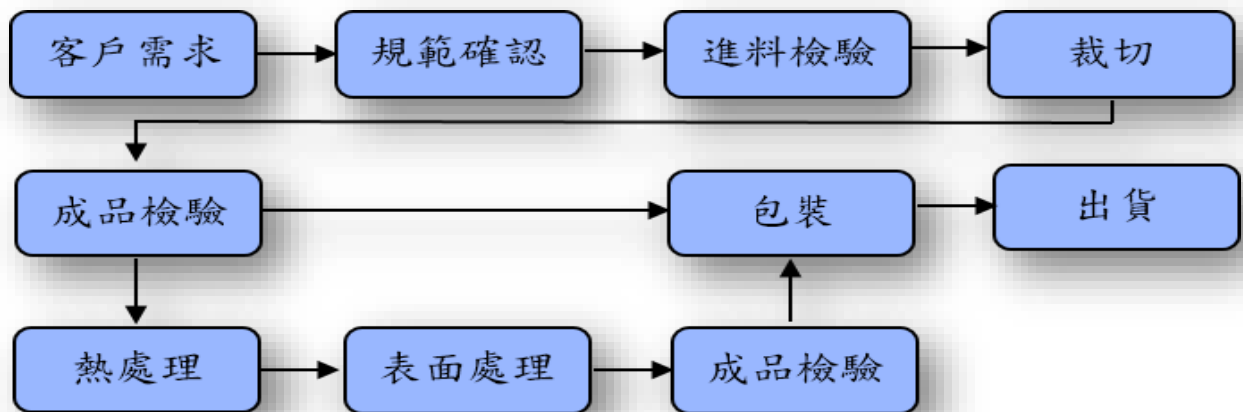 客戶需求
規範確認
進料檢驗
裁切
成品檢驗
包裝
出貨
熱處理
表面處理
成品檢驗